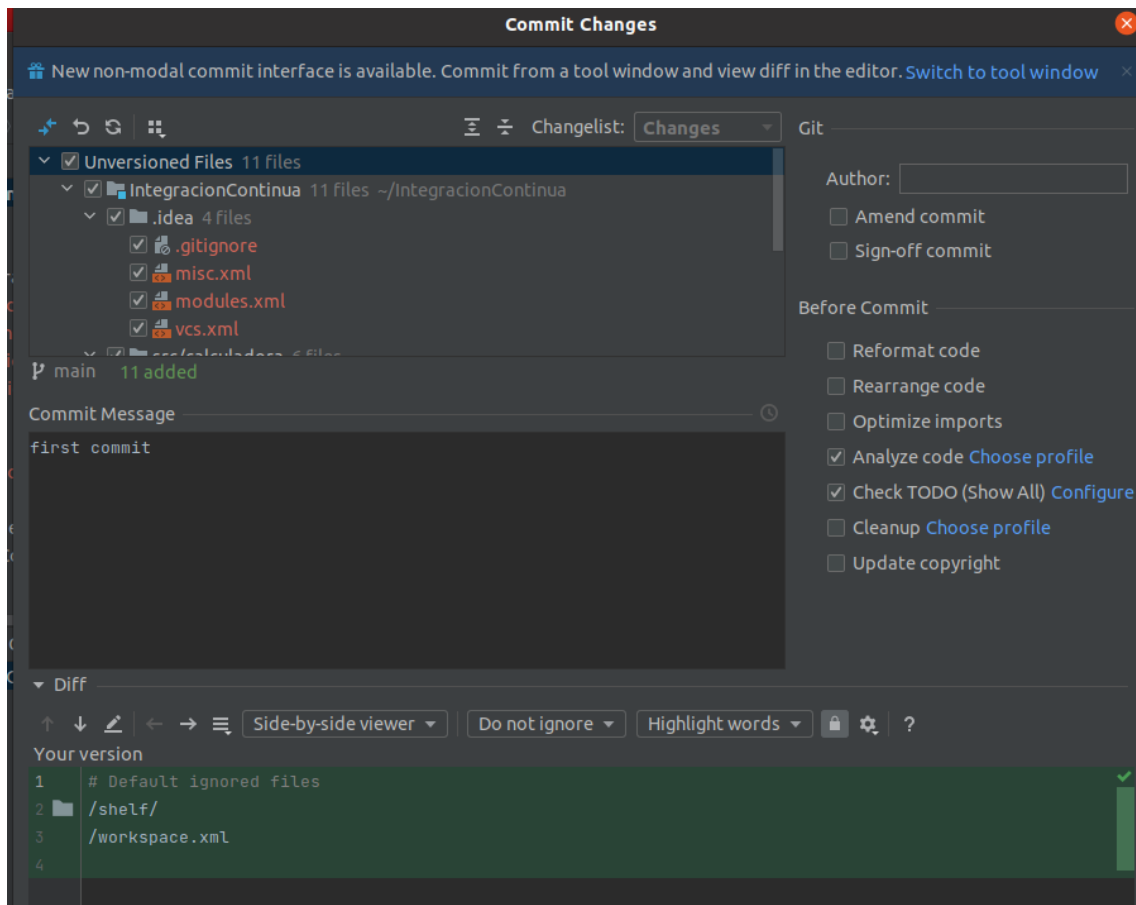 Commit Changes
New non-modal commit interface is available. Commit from a tool window and view diff in the editor. Switch to tool window
Changelist: Changes
Unversioned Files 11 files
IntegracionContinua 11 files ~/IntegracionContinua
.idea 4 files
.gitignore
misc.xml
modules.xml
vcs.xml
src/calculadora 6 files
main 11 added
Commit Message
first commit
Git
Author:
Amend commit
Sign-off commit
Before Commit
Reformat code
Rearrange code
Optimize imports
Analyze code Choose profile
Check TODO (Show All) Configure
Cleanup Choose profile
Update copyright
Diff
Side-by-side viewer
Do not ignore
Highlight words
?
Your version
1 # Default ignored files
2 /shelf/
3 /workspace.xml
4